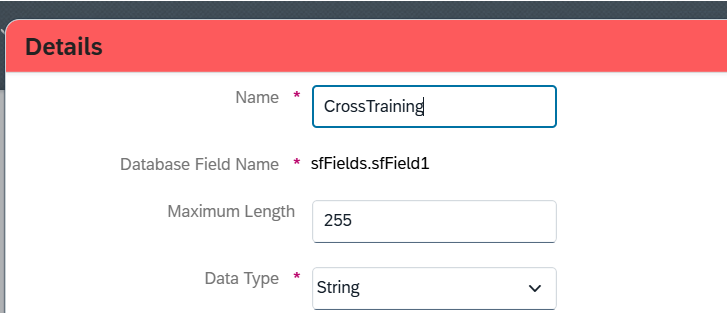 Details
Name * CrossTraining
Database Field Name * sfFields.sfField1
Maximum Length 255
Data Type * String